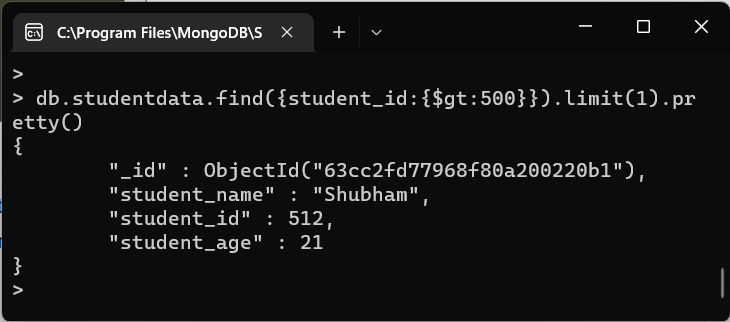 C:\Program Files\MongoDB\S
>
> db.studentdata.find({student_id:{$gt:500}}).limit(1).pr
etty()
{
        "_id" : ObjectId("63cc2fd77968f80a200220b1"),
        "student_name" : "Shubham",
        "student_id" : 512,
        "student_age" : 21
}
>